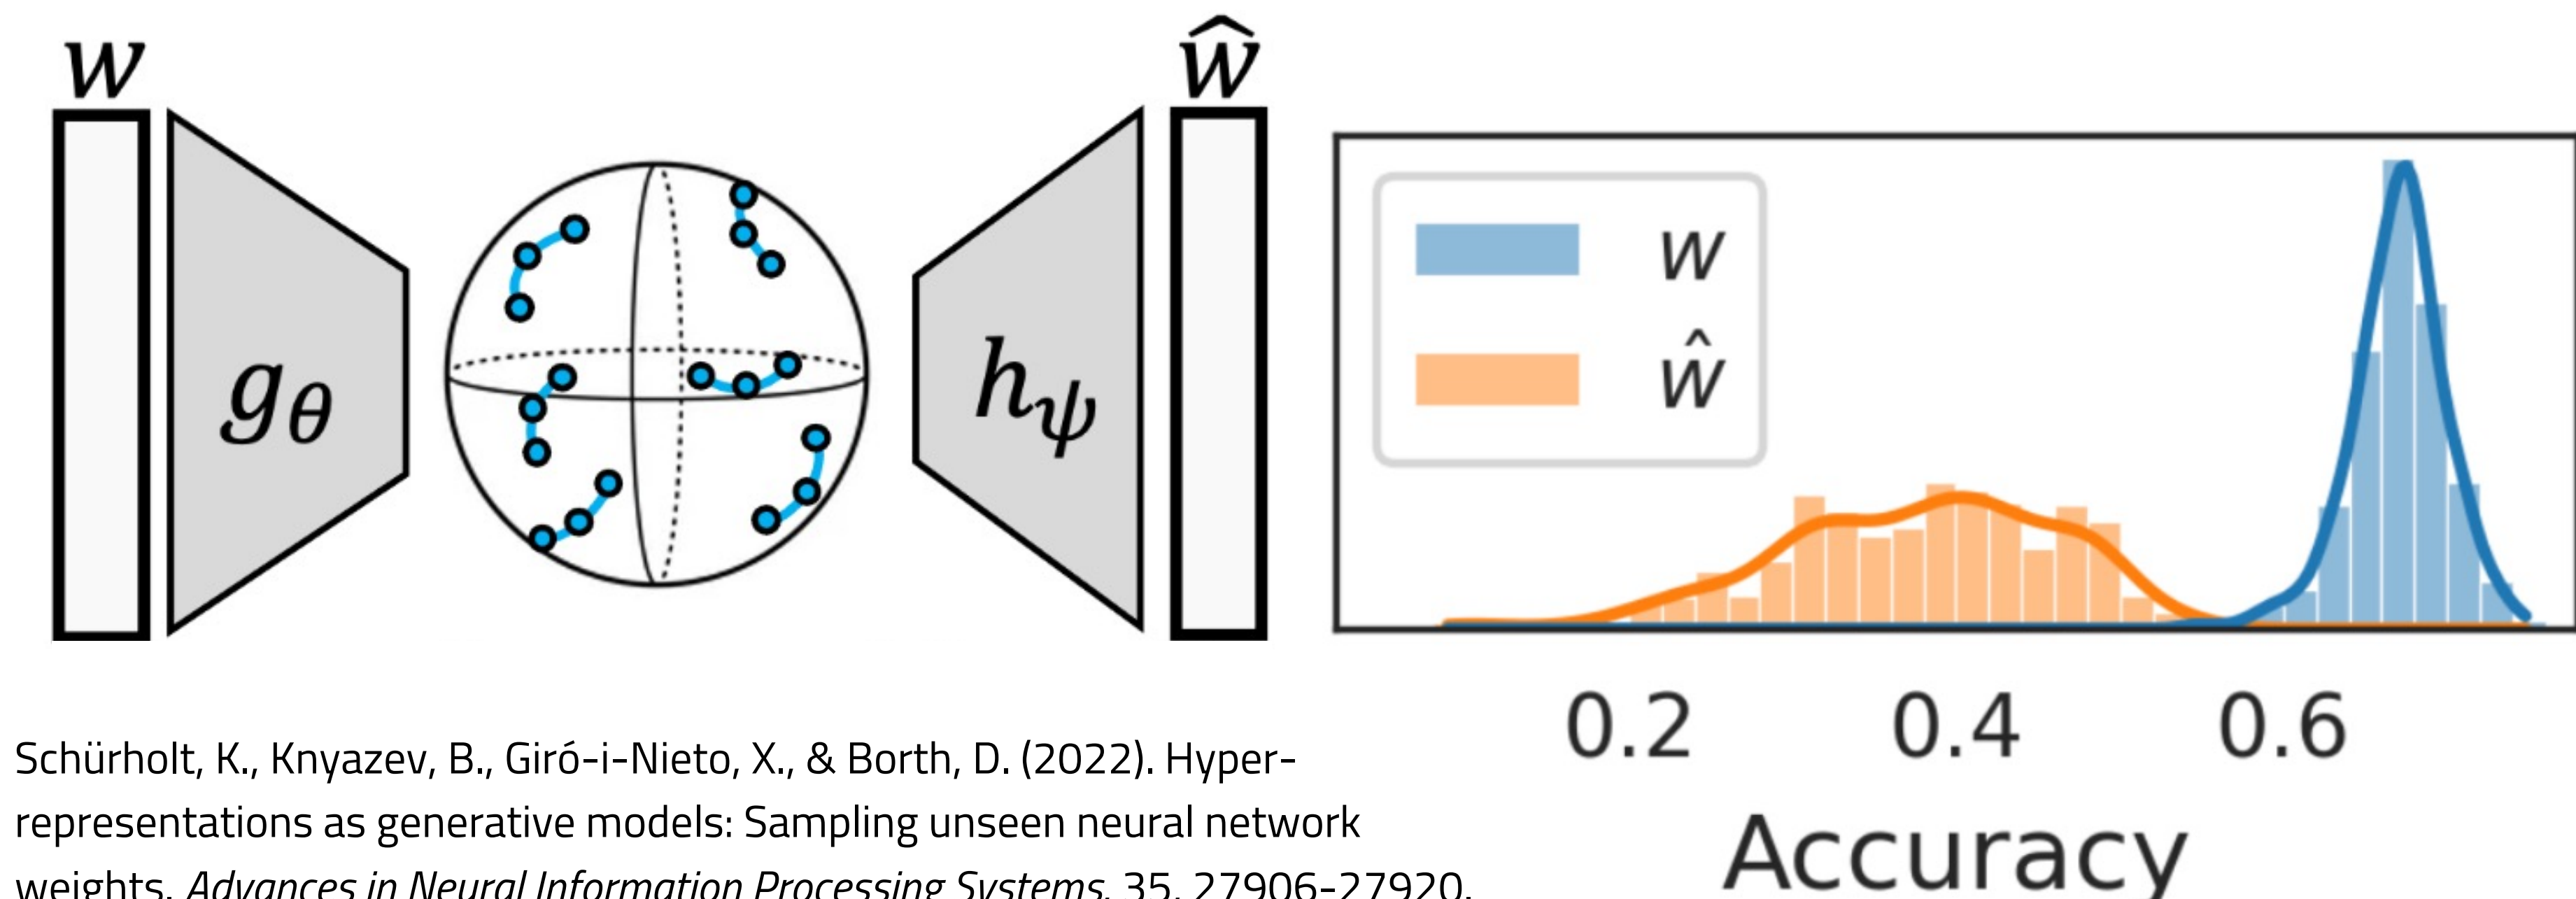 w
g_θ
h_ψ
ŵ
w
ŵ
0.2 0.4 0.6
Accuracy
Schürholt, K., Knyazev, B., Giró-i-Nieto, X., & Borth, D. (2022). Hyper-
representations as generative models: Sampling unseen neural network
weights. Advances in Neural Information Processing Systems, 35, 27906-27920.